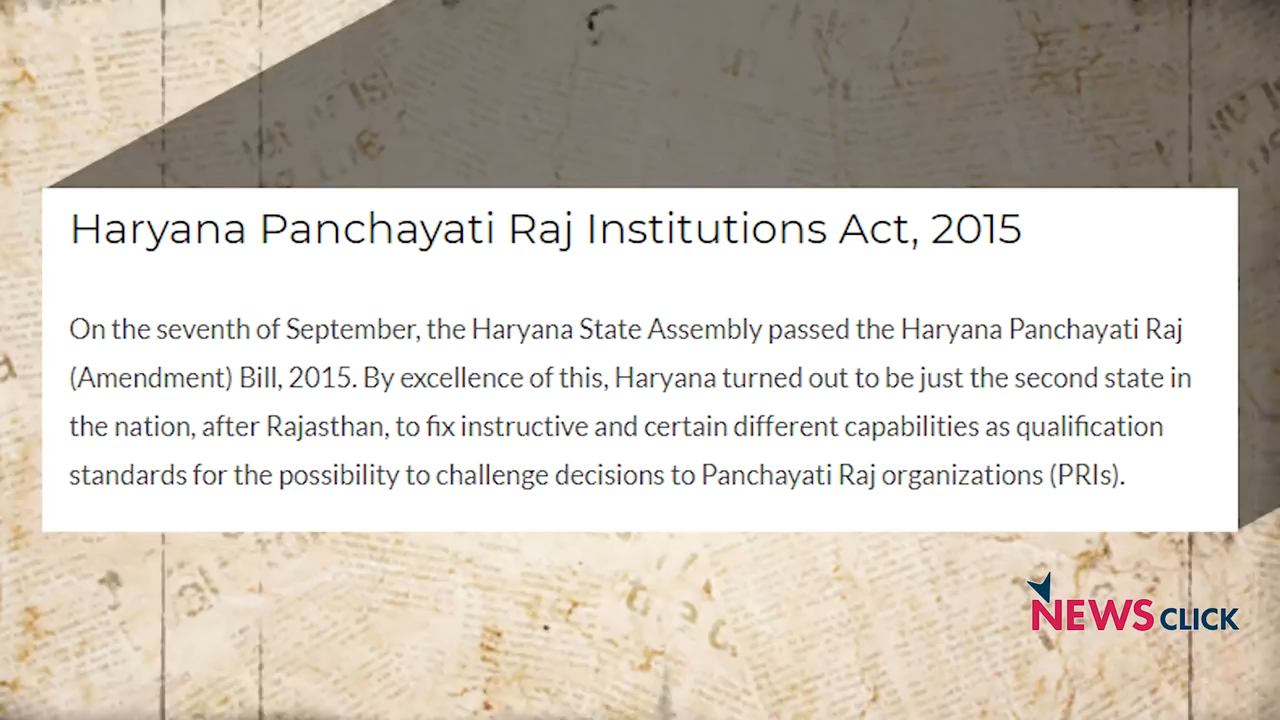 Haryana Panchayati Raj Institutions Act, 2015
On the seventh of September, the Haryana State Assembly passed the Haryana Panchayati Raj
(Amendment) Bill, 2015. By excellence of this, Haryana turned out to be just the second state in
the nation, after Rajasthan, to fix instructive and certain different capabilities as qualification
standards for the possibility to challenge decisions to Panchayati Raj organizations (PRIs).
NEWSCLICK